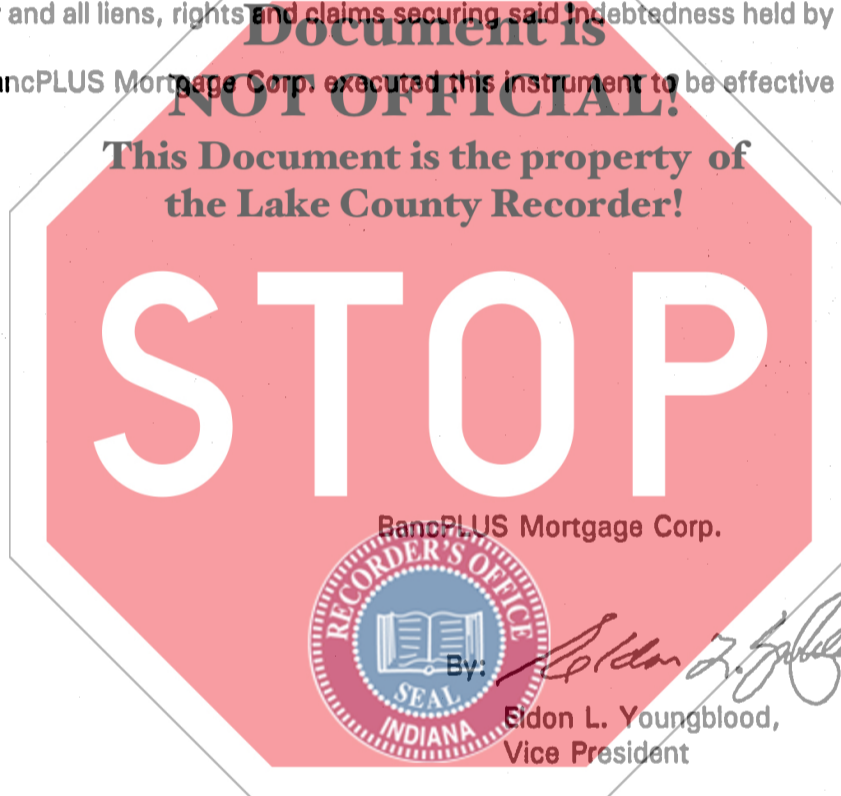 and all liens, rights and claims securing said indebtedness held by
Document is
ncPLUS Mortgage Corp. executed this instrument to be effective
NOT OFFICIAL!
This Document is the property of
the Lake County Recorder!
STOP
BancPLUS Mortgage Corp.
RECORDER'S OFFICE
By:
SEAL
INDIANA
Eldon L. Youngblood,
Vice President